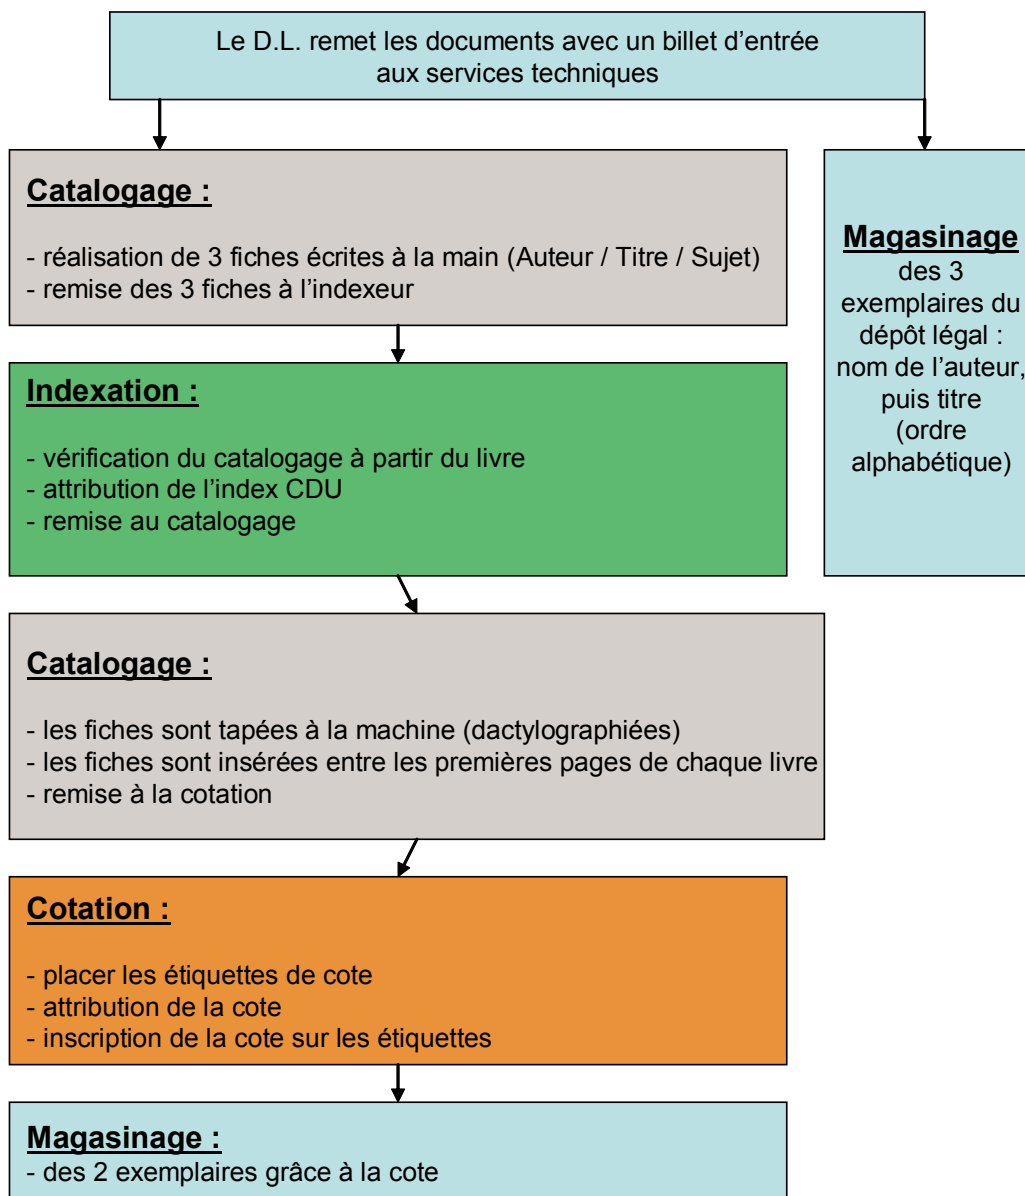 Le D.L. remet les documents avec un billet d’entrée
aux services techniques
Catalogage :
- réalisation de 3 fiches écrites à la main (Auteur / Titre / Sujet)
- remise des 3 fiches à l’indexeur
Magasinage
des 3
exemplaires du
dépôt légal :
nom de l’auteur,
puis titre
(ordre
alphabétique)
Indexation :
- vérification du catalogage à partir du livre
- attribution de l’index CDU
- remise au catalogage
Catalogage :
- les fiches sont tapées à la machine (dactylographiées)
- les fiches sont insérées entre les premières pages de chaque livre
- remise à la cotation
Cotation :
- placer les étiquettes de cote
- attribution de la cote
- inscription de la cote sur les étiquettes
Magasinage :
- des 2 exemplaires grâce à la cote